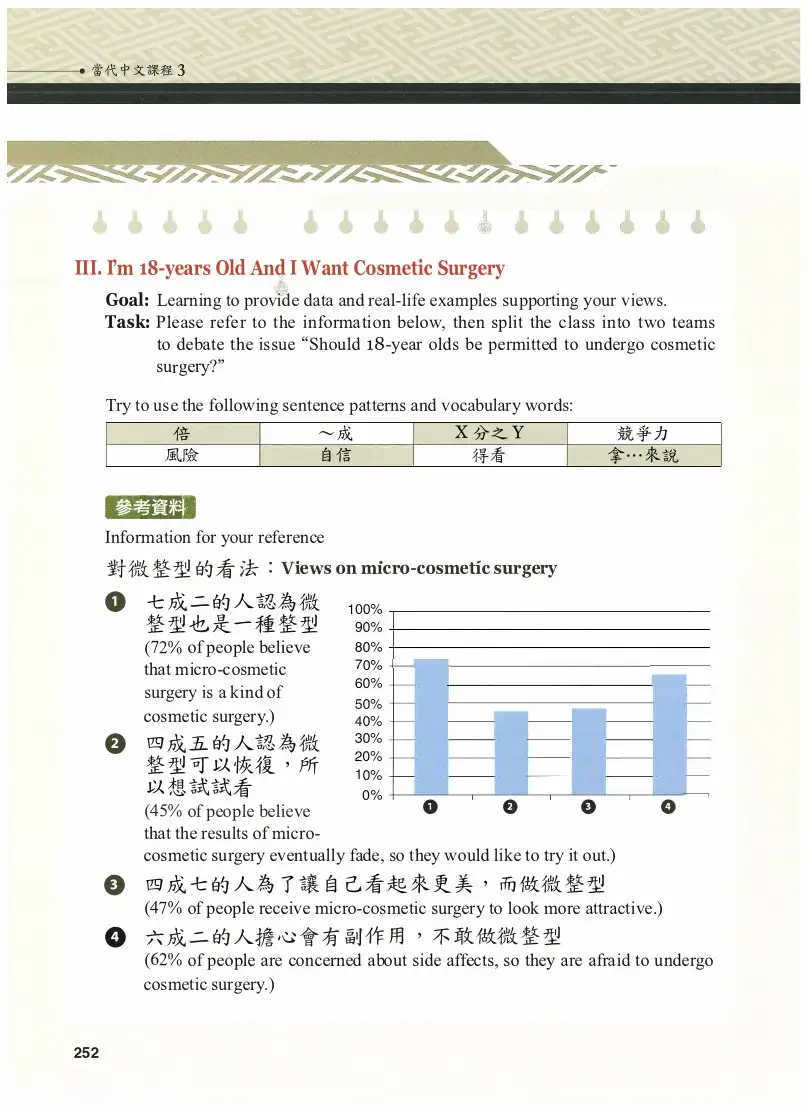 當代中文課程 3
III. I'm 18-years Old And I Want Cosmetic Surgery
Goal: Learning to provide data and real-life examples supporting your views.
Task: Please refer to the information below, then split the class into two teams
to debate the issue “Should 18-year olds be permitted to undergo cosmetic
surgery?”
Try to use the following sentence patterns and vocabulary words:
倍 ～成 X 分之 Y 競爭力
風險 自信 得看 拿⋯來說
參考資料
Information for your reference
對微整型的看法：Views on micro-cosmetic surgery
1 七成二的人認為微
整型也是一種整型
(72% of people believe
that micro-cosmetic
surgery is a kind of
cosmetic surgery.)
2 四成五的人認為微
整型可以恢復，所
以想試試看
(45% of people believe
that the results of micro-
cosmetic surgery eventually fade, so they would like to try it out.)
100%
90%
80%
70%
60%
50%
40%
30%
20%
10%
0%
1 2 3 4
3 四成七的人為了讓自己看起來更美，而做微整型
(47% of people receive micro-cosmetic surgery to look more attractive.)
4 六成二的人擔心會有副作用，不敢做微整型
(62% of people are concerned about side affects, so they are afraid to undergo
cosmetic surgery.)
252